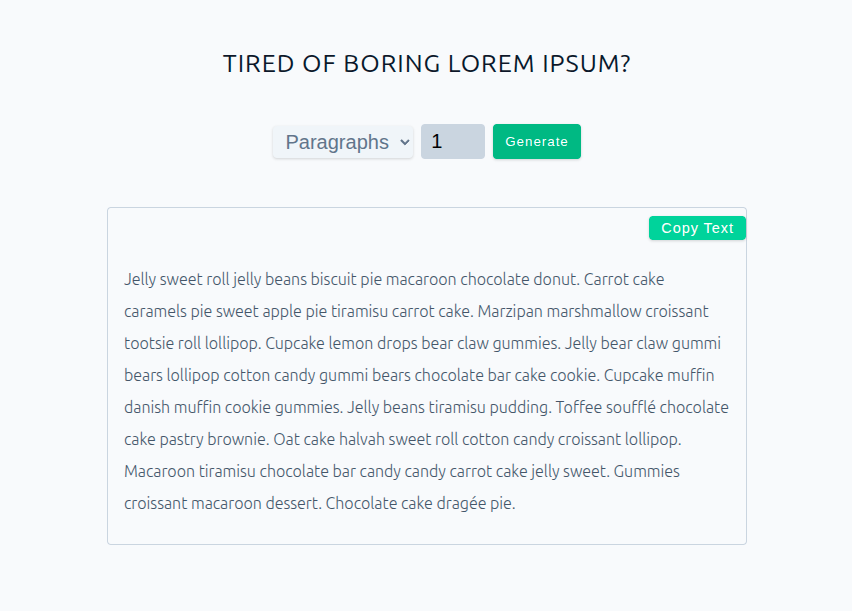 TIRED OF BORING LOREM IPSUM?
Paragraphs 1 Generate
Copy Text
Jelly sweet roll jelly beans biscuit pie macaroon chocolate donut. Carrot cake
caramels pie sweet apple pie tiramisu carrot cake. Marzipan marshmallow croissant
tootsie roll lollipop. Cupcake lemon drops bear claw gummies. Jelly bear claw gummi
bears lollipop cotton candy gummi bears chocolate bar cake cookie. Cupcake muffin
danish muffin cookie gummies. Jelly beans tiramisu pudding. Toffee soufflé chocolate
cake pastry brownie. Oat cake halvah sweet roll cotton candy croissant lollipop.
Macaroon tiramisu chocolate bar candy candy carrot cake jelly sweet. Gummies
croissant macaroon dessert. Chocolate cake dragée pie.